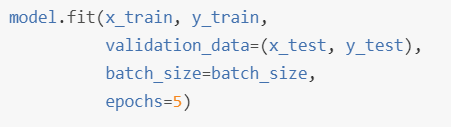 model.fit(x_train, y_train,
          validation_data=(x_test, y_test),
          batch_size=batch_size,
          epochs=5)